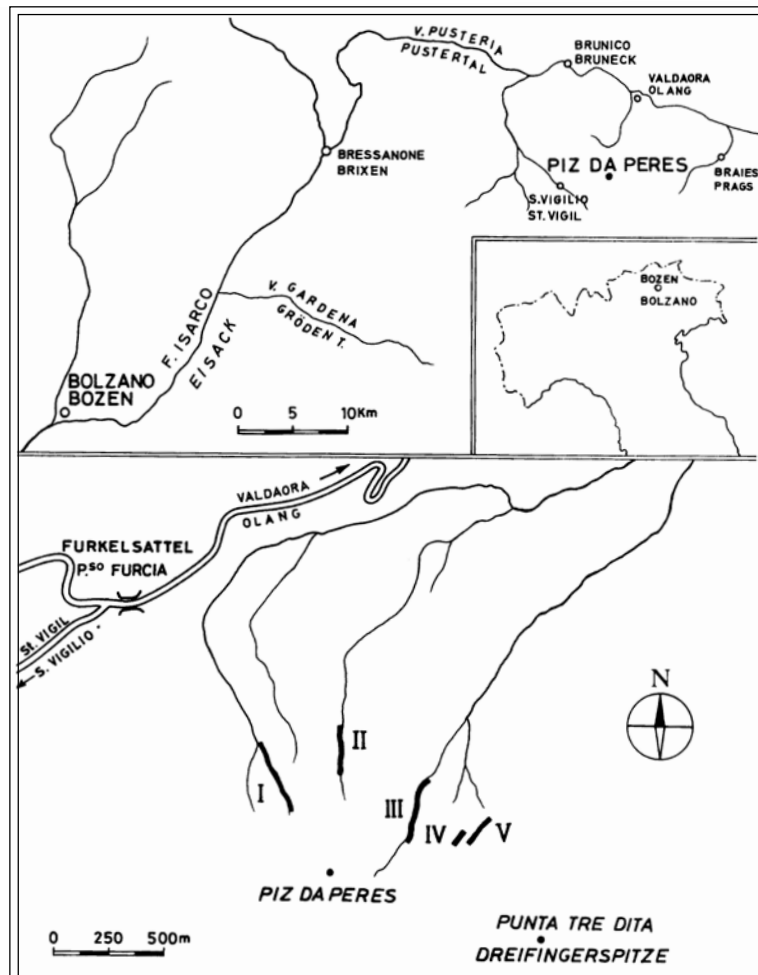 V. PUSTERIA
PUSTERTAL
BRUNICO
BRUNECK
VALDAORA
OLANG
BRESSANONE
BRIXEN
PIZ DA PERES
S.VIGILIO
ST. VIGIL
BRAIES
PRAGS
V. GARDENA
GRÖDEN T.
F. ISARCO
EISACK
BOLZANO
BOZEN
0 5 10Km
BOZEN
BOLZANO
VALDAORA
OLANG
FURKELSATTEL
P.SO FURCIA
St. VIGIL
S. VIGILIO
N
I
II
III
IV
V
PIZ DA PERES
0 250 500m
PUNTA TRE DITA
DREIFINGERSPITZE